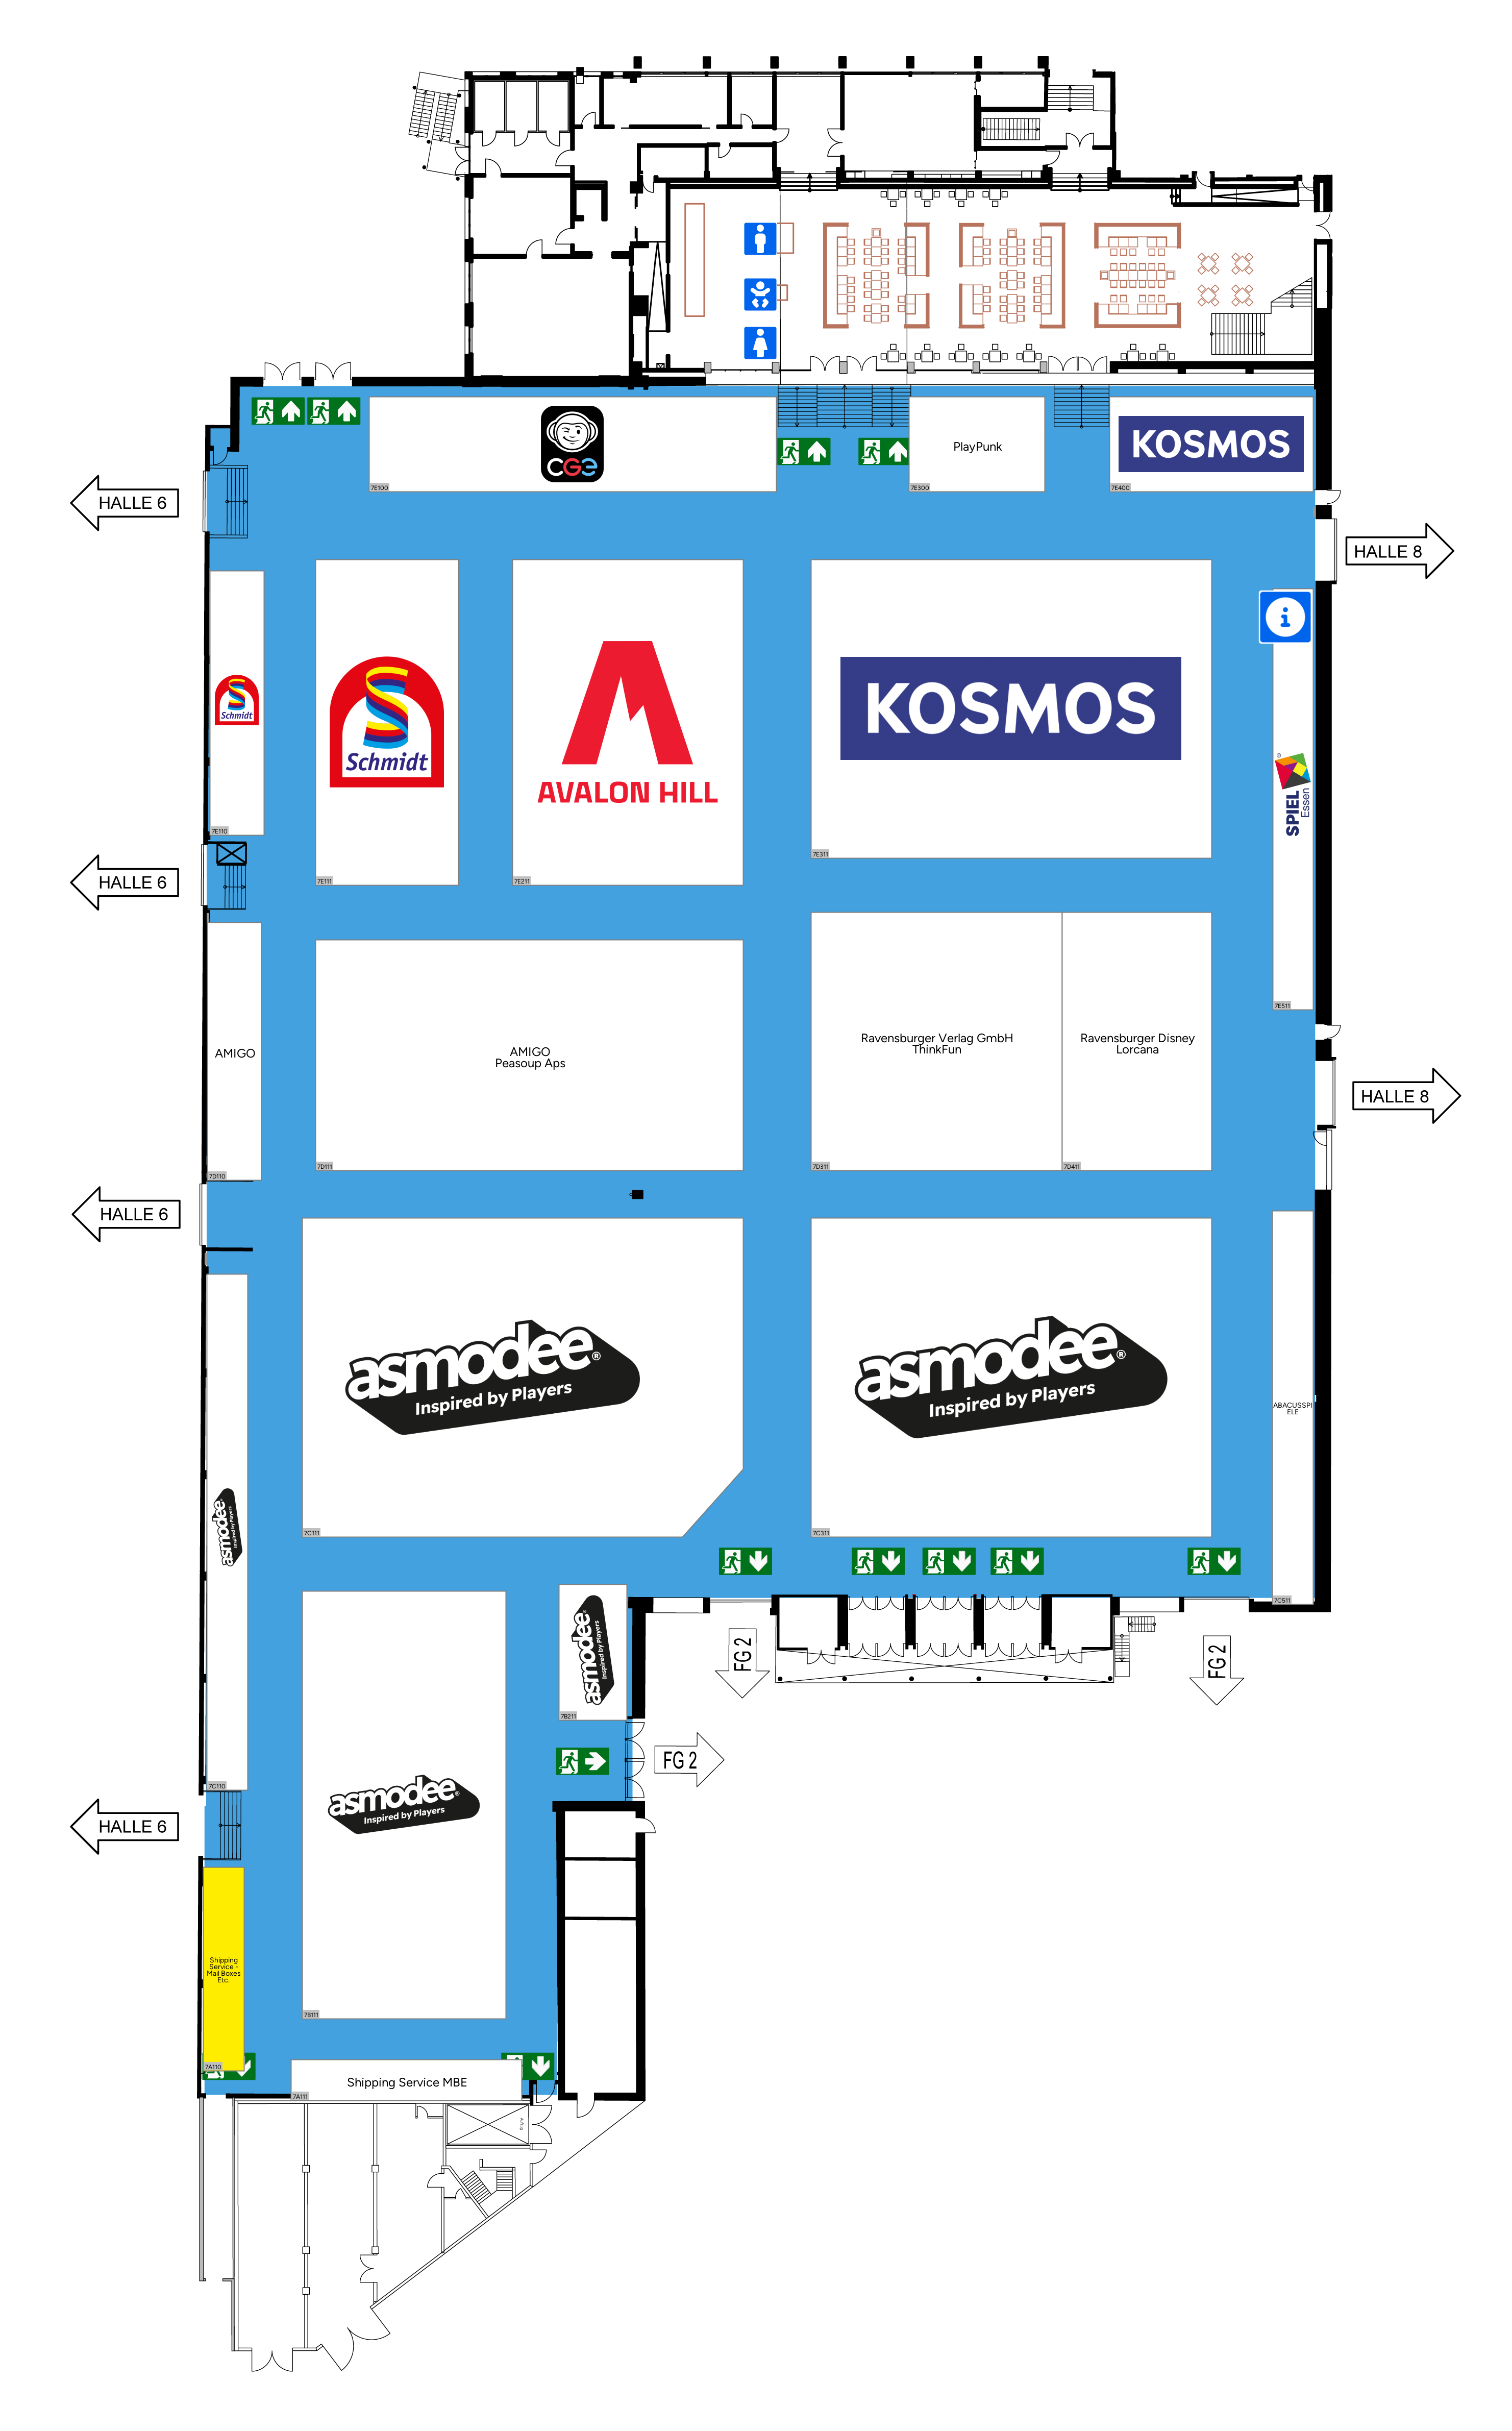 CGE
7E100
PlayPunk
7E300
KOSMOS
7E400
HALLE 6
HALLE 8
Schmidt
7E110
Schmidt
7E111
AVALON HILL
7E211
KOSMOS
7E311
i
SPIEL
Essen
®
7E511
HALLE 6
AMIGO
7D110
AMIGO
Peasoup Aps
7D111
Ravensburger Verlag GmbH
ThinkFun
7D311
Ravensburger Disney
Lorcana
7D411
HALLE 8
HALLE 6
asmodee®
Inspired by Players
7C111
asmodee®
Inspired by Players
7C311
ABACUSSPI
ELE
7C511
asmodee
Inspired by Players
7C110
asmodee
Inspired by Players
7B211
FG 2
FG 2
FG 2
asmodee®
Inspired by Players
7B111
HALLE 6
Shipping
Service -
Mail Boxes
Etc.
7A110
Shipping Service MBE
7A111